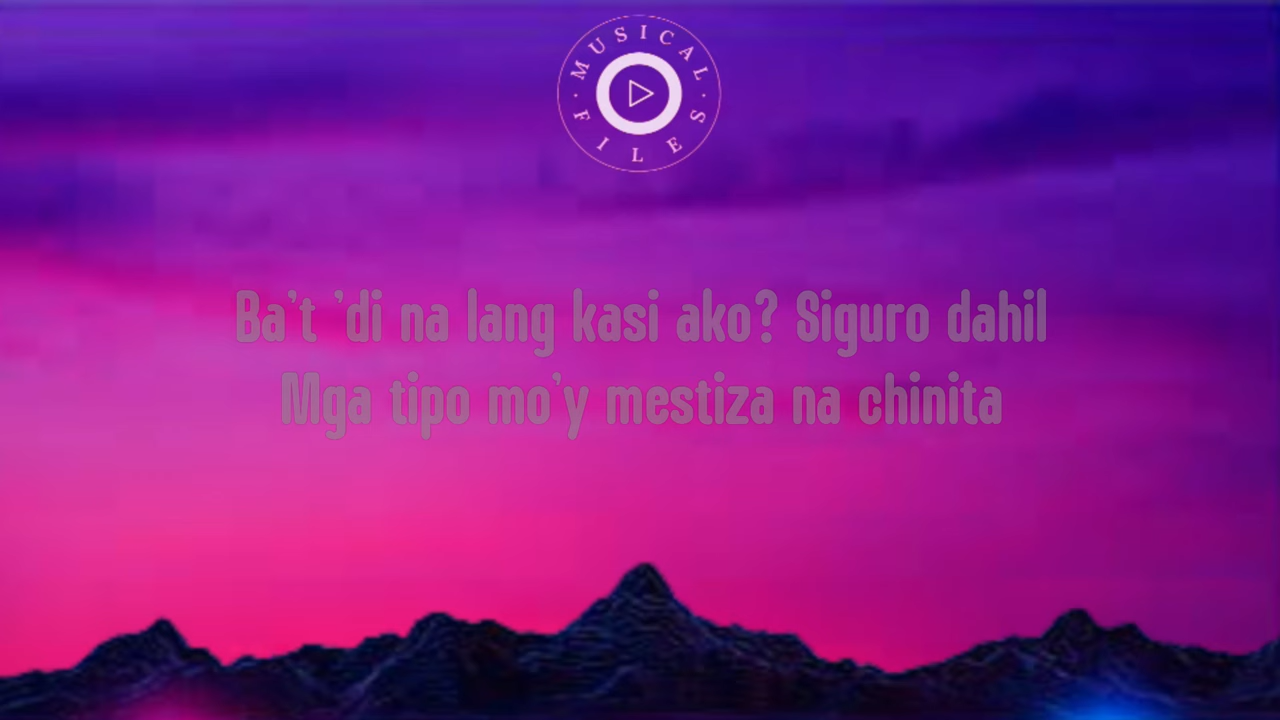 MUSICAL
FILES
Ba’t ’di na lang kasi ako? Siguro dahil
Mga tipo mo’y mestiza na chinita